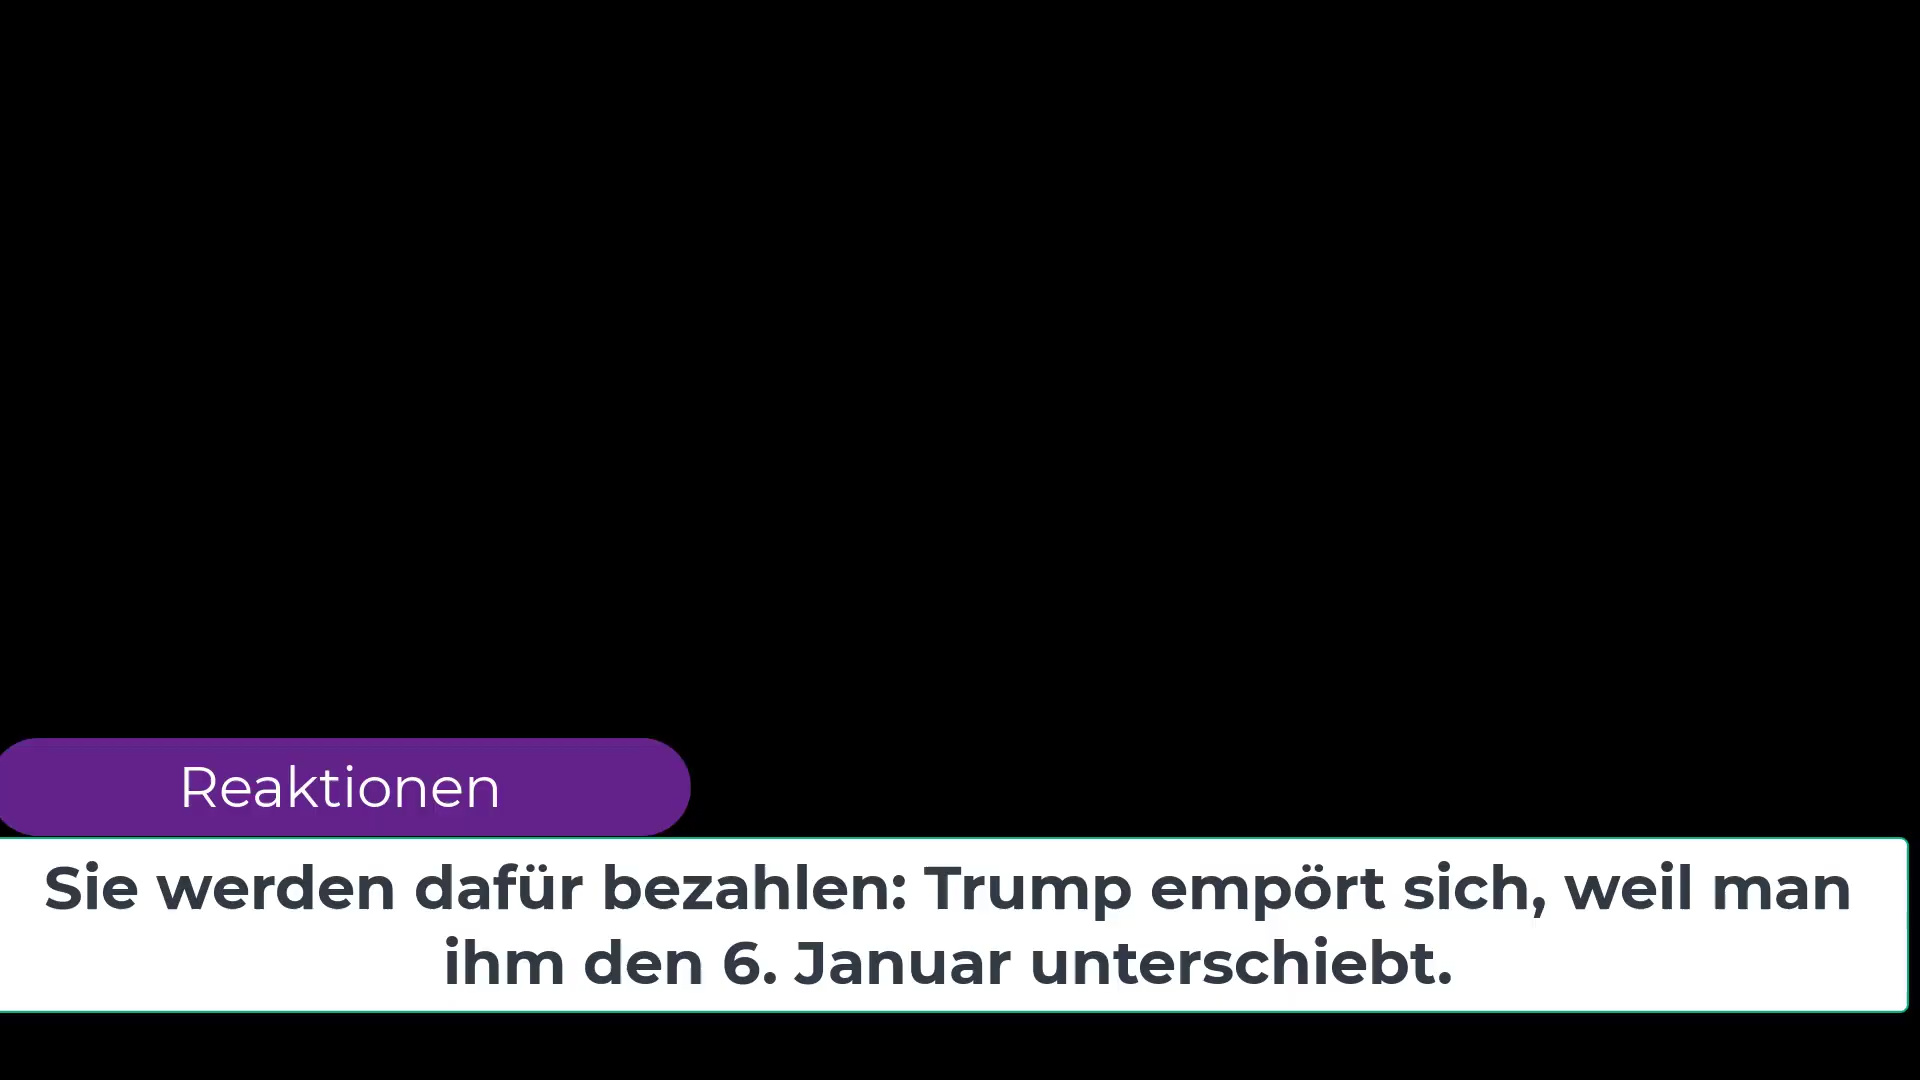 Reaktionen
Sie werden dafür bezahlen: Trump empört sich, weil man
ihm den 6. Januar unterschiebt.